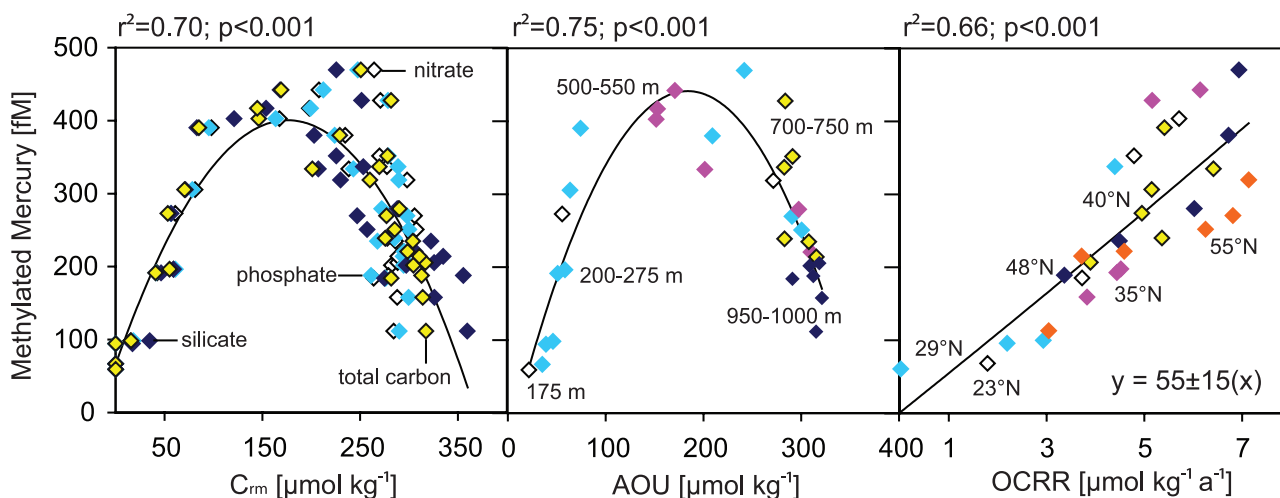 r²=0.70; p<0.001
r²=0.75; p<0.001
r²=0.66; p<0.001
Methylated Mercury [fM]
500
400
300
200
100
0
nitrate
phosphate
silicate
total carbon
50
150
250
350
Crm [µmol kg⁻¹]
500-550 m
700-750 m
200-275 m
950-1000 m
175 m
0
100
200
300
400
AOU [µmol kg⁻¹]
40°N
55°N
48°N
35°N
29°N
23°N
y = 55±15(x)
1
3
5
7
OCRR [µmol kg⁻¹ a⁻¹]